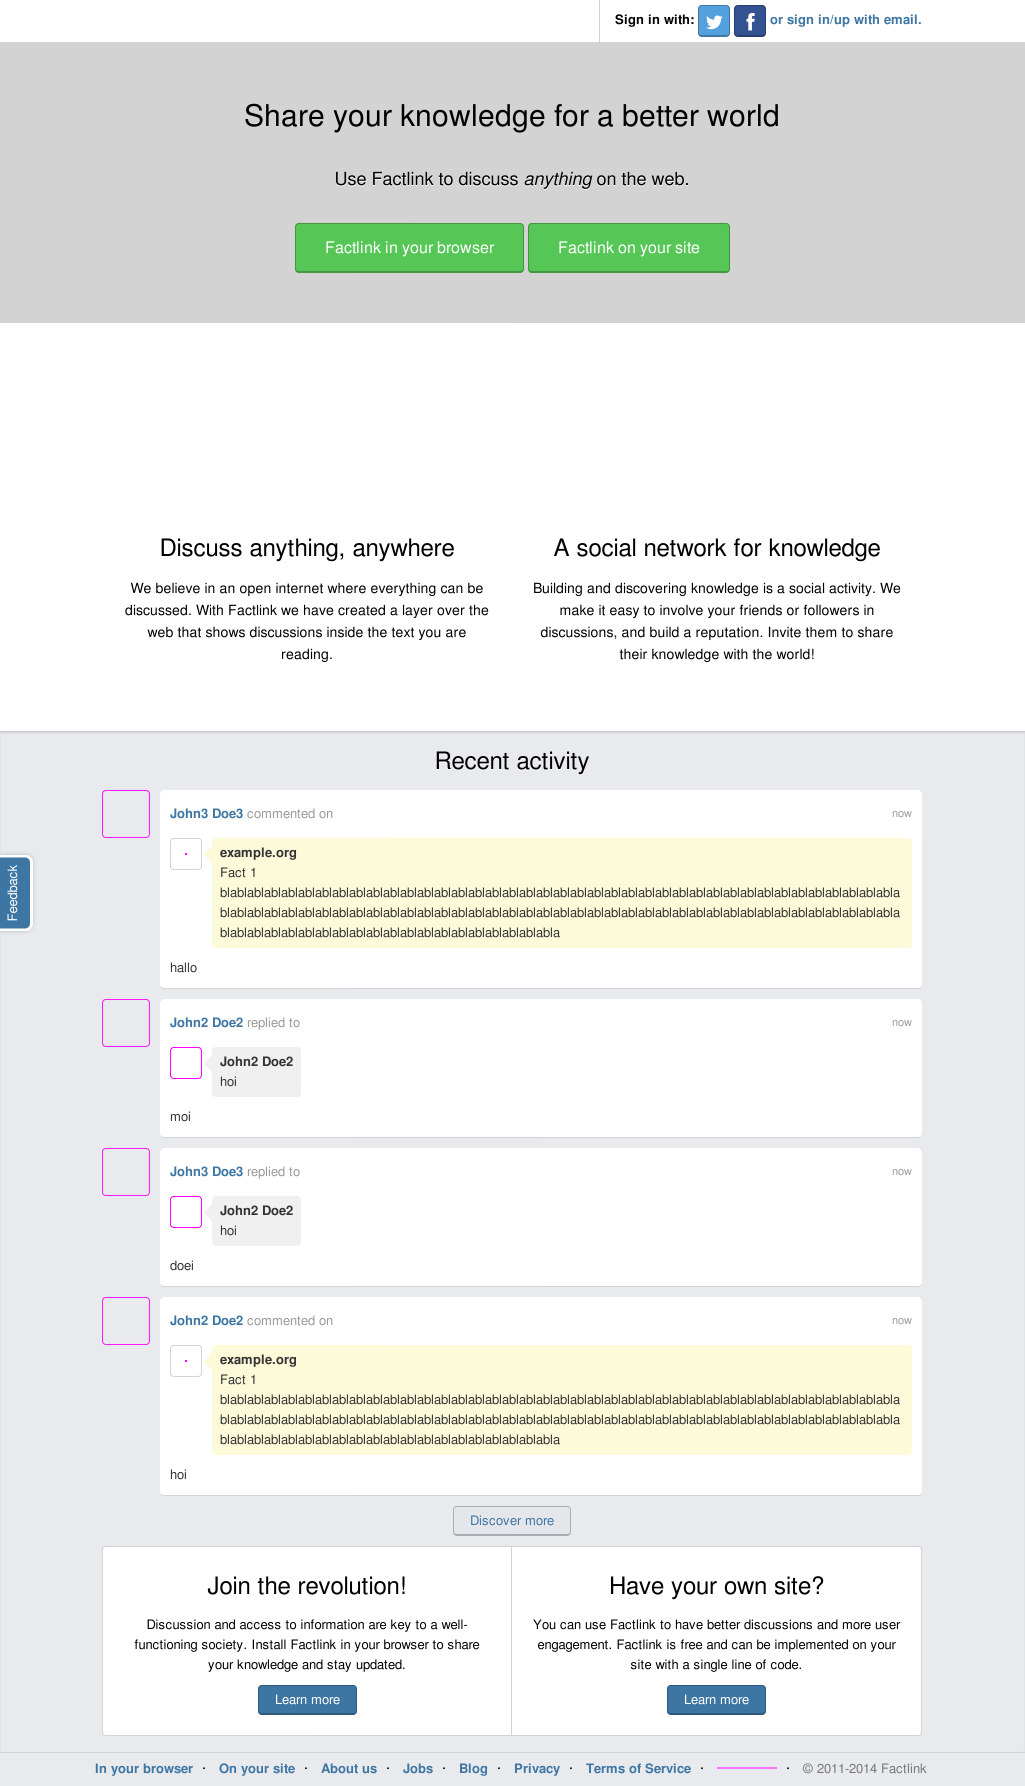 Sign in with: or sign in/up with email.
Share your knowledge for a better world
Use Factlink to discuss anything on the web.
Factlink in your browser
Factlink on your site
Discuss anything, anywhere
We believe in an open internet where everything can be
discussed. With Factlink we have created a layer over the
web that shows discussions inside the text you are
reading.
A social network for knowledge
Building and discovering knowledge is a social activity. We
make it easy to involve your friends or followers in
discussions, and build a reputation. Invite them to share
their knowledge with the world!
Feedback
Recent activity
John3 Doe3 commented on
now
example.org
Fact 1
blablablablablablablablablablablablablablablablablablablablablablablablablablablablablablablablablablablablablablablabla
blablablablablablablablablablablablablablablablablablablablablablablablablablablablablablablablablablablablablablablabla
blablablablablablablablablablablablablablablablablablablabla
hallo
John2 Doe2 replied to
now
John2 Doe2
hoi
moi
John3 Doe3 replied to
now
John2 Doe2
hoi
doei
John2 Doe2 commented on
now
example.org
Fact 1
blablablablablablablablablablablablablablablablablablablablablablablablablablablablablablablablablablablablablablablabla
blablablablablablablablablablablablablablablablablablablablablablablablablablablablablablablablablablablablablablablabla
blablablablablablablablablablablablablablablablablablablabla
hoi
Discover more
Join the revolution!
Discussion and access to information are key to a well-
functioning society. Install Factlink in your browser to share
your knowledge and stay updated.
Learn more
Have your own site?
You can use Factlink to have better discussions and more user
engagement. Factlink is free and can be implemented on your
site with a single line of code.
Learn more
In your browser · On your site · About us · Jobs · Blog · Privacy · Terms of Service · · © 2011-2014 Factlink